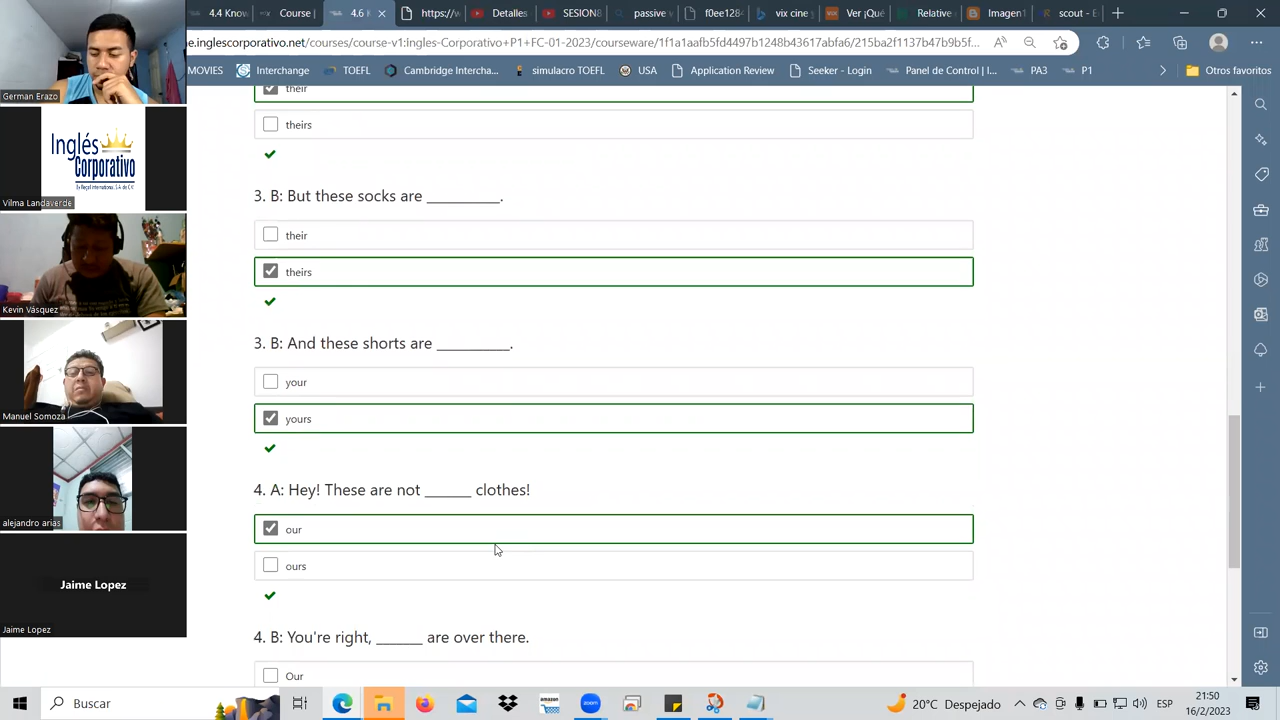 4.4 Know
Course |
4.6 K
https://w
Detalles
SESION8
passive v
f0ee1284
vix cine
Ver ¡Qué
Relative
Imagen1
scout - E
e.inglescorporativo.net/courses/course-v1:ingles-Corporativo+P1+FC-01-2023/courseware/1f1a1aafb5fd4497b1248b43617abfa6/215ba2f1137b47b9b5f...
MOVIES
Interchange
TOEFL
Cambridge Intercha...
simulacro TOEFL
USA
Application Review
Seeker - Login
Panel de Control | I...
PA3
P1
Otros favoritos
German Erazo
Inglés
Corporativo
Vilma Landaverde
Kevin Vásquez
Manuel Somoza
alejandro arias
Jaime Lopez
Jaime Lopez
their
theirs
3. B: But these socks are __________.
their
theirs
3. B: And these shorts are __________.
your
yours
4. A: Hey! These are not ______ clothes!
our
ours
4. B: You're right, ______ are over there.
Our
Buscar
amazon
zoom
20°C Despejado
ESP
21:50
16/2/2023